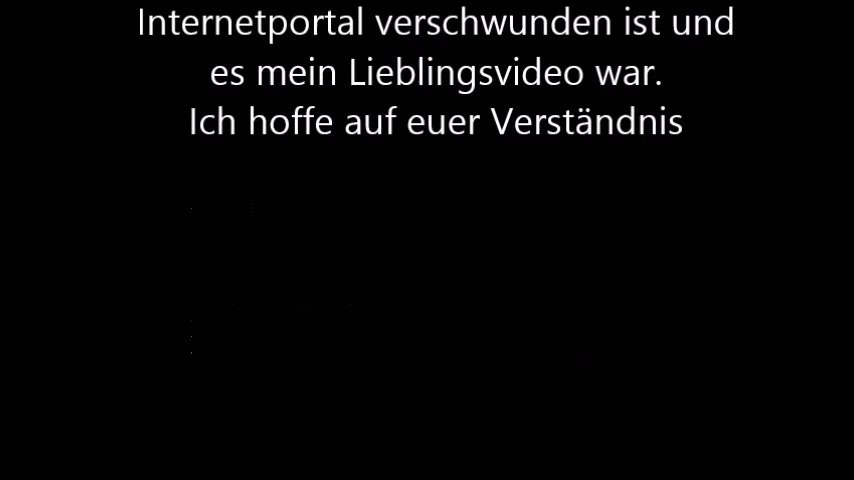 Internetportal verschwunden ist und
es mein Lieblingsvideo war.
Ich hoffe auf euer Verständnis